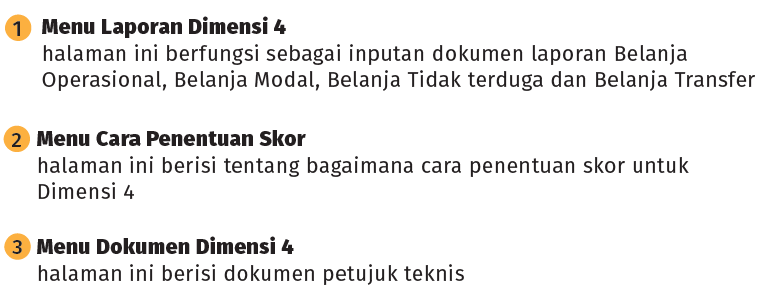 1 Menu Laporan Dimensi 4
halaman ini berfungsi sebagai inputan dokumen laporan Belanja
Operasional, Belanja Modal, Belanja Tidak terduga dan Belanja Transfer
2 Menu Cara Penentuan Skor
halaman ini berisi tentang bagaimana cara penentuan skor untuk
Dimensi 4
3 Menu Dokumen Dimensi 4
halaman ini berisi dokumen petujuk teknis